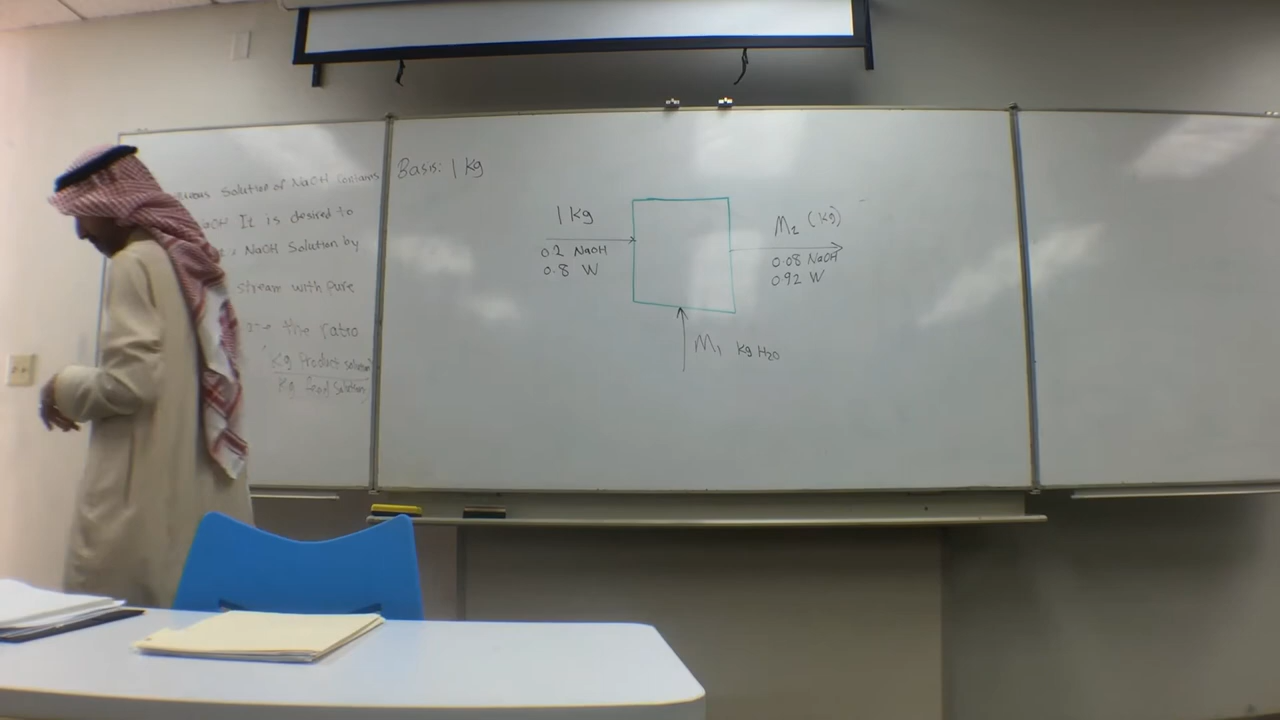 Solution of NaOH Contains
NaOH It is desired to
NaOH Solution by
stream with pure
the ratio
Kg Product solution
Kg feed Solution
Basis: 1 Kg
1 Kg
0.2 NaOH
0.8 W
M2 (Kg)
0.08 NaOH
0.92 W
M1 Kg H2O